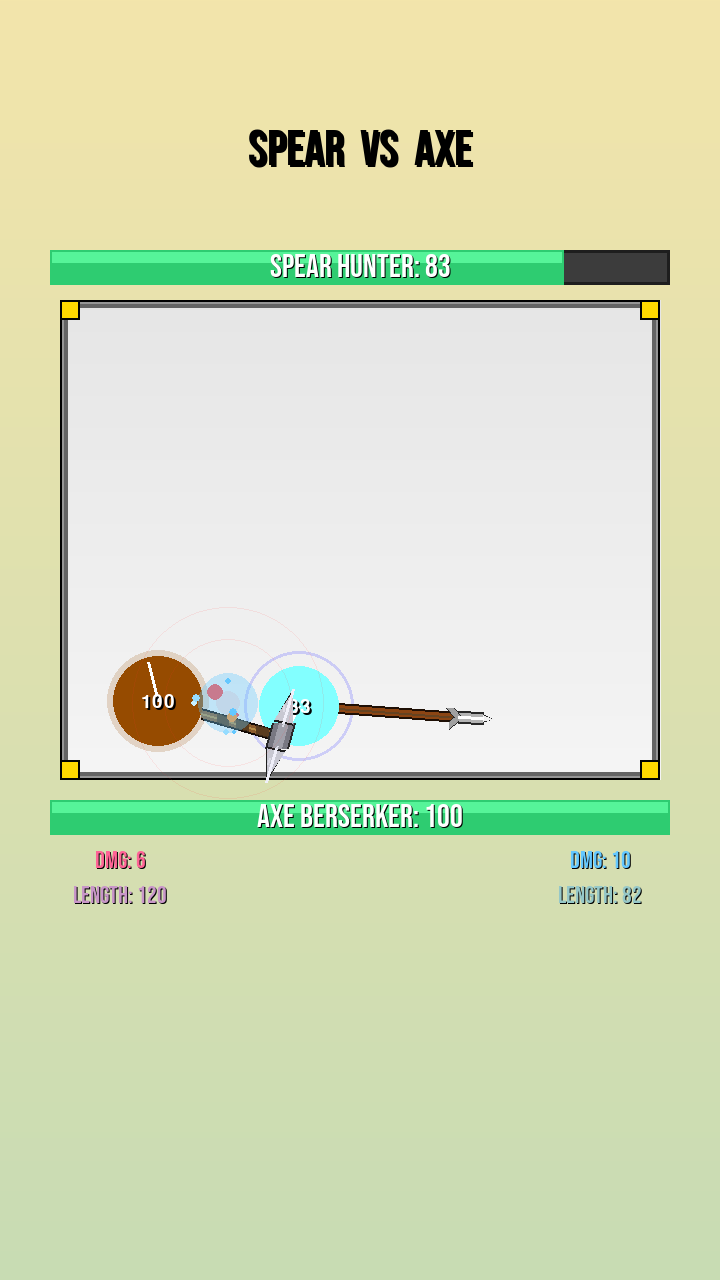 SPEAR VS AXE
SPEAR HUNTER: 83
100
83
AXE BERSERKER: 100
DMG: 6
DMG: 10
LENGTH: 120
LENGTH: 82